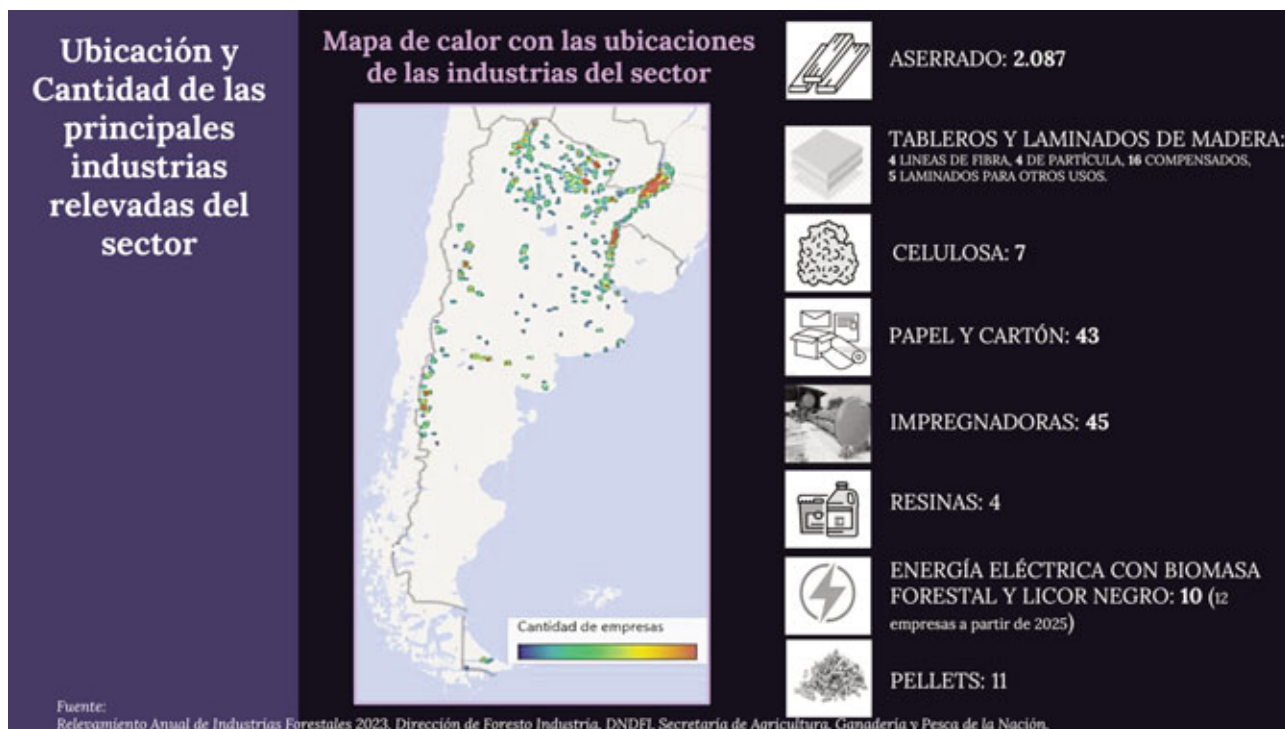 Ubicación y
Cantidad de las
principales
industrias
relevadas del
sector
Mapa de calor con las ubicaciones
de las industrias del sector
Cantidad de empresas
ASERRADO: 2.087
TABLEROS Y LAMINADOS DE MADERA:
4 LINEAS DE FIBRA, 4 DE PARTÍCULA, 16 COMPENSADOS,
5 LAMINADOS PARA OTROS USOS.
CELULOSA: 7
PAPEL Y CARTÓN: 43
IMPREGNADORAS: 45
RESINAS: 4
ENERGÍA ELÉCTRICA CON BIOMASA
FORESTAL Y LICOR NEGRO: 10 (12
empresas a partir de 2025)
PELLETS: 11
Fuente:
Relevamiento Anual de Industrias Forestales 2023. Dirección de Foresto Industria. DNDFI. Secretaría de Agricultura, Ganadería y Pesca de la Nación.